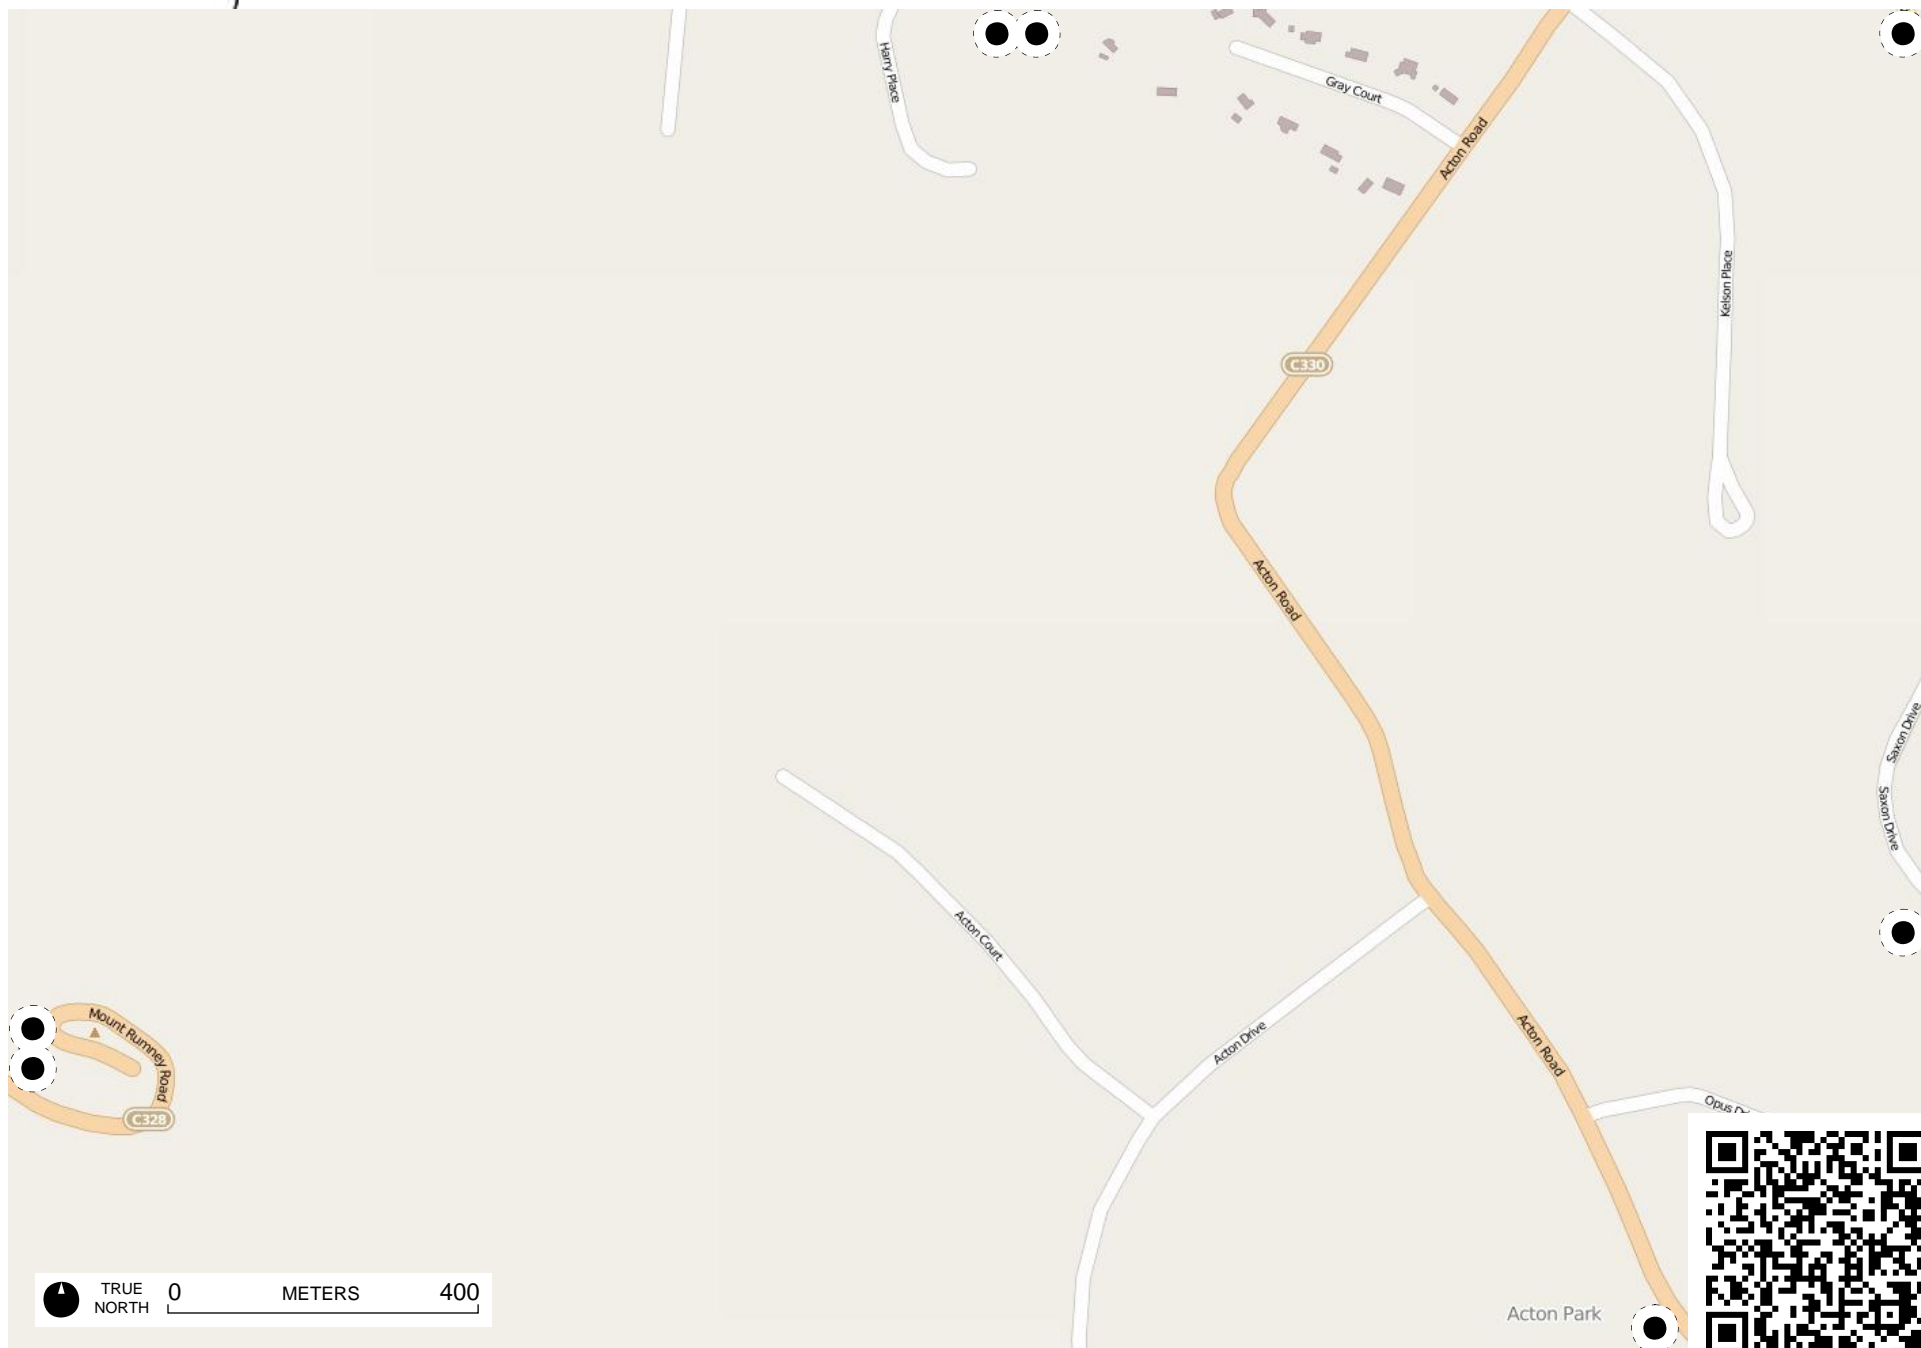 Harry Place
Gray Court
Acton Road
Kelson Place
C330
Acton Road
Saxon Drive
Saxon Drive
Acton Court
Mount Rumney Road
Acton Drive
Acton Road
Opus
C328
TRUE
NORTH
0 METERS 400
Acton Park